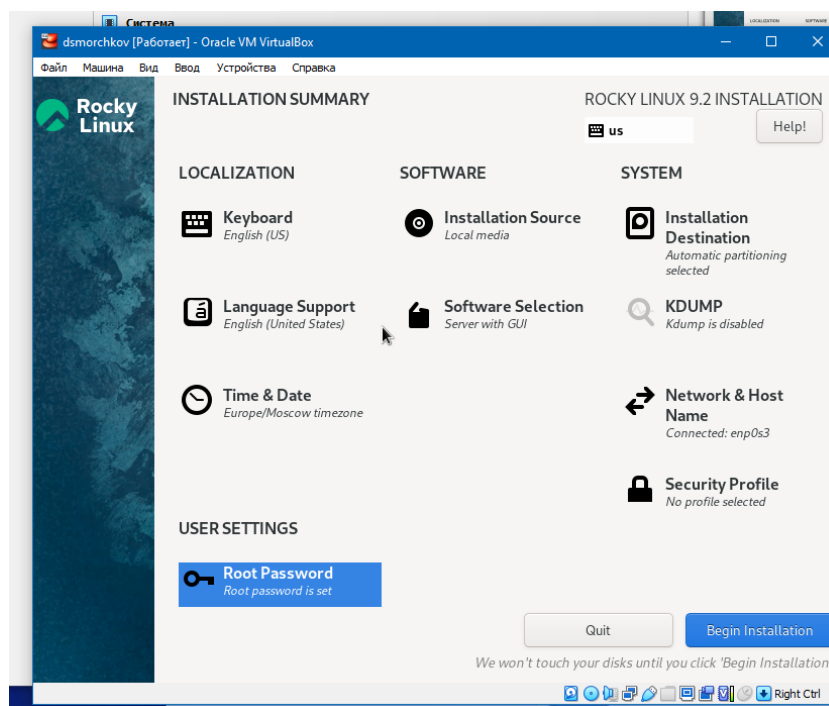 Система
LOCALIZATION
SOFTWARE
dsmorchkov [Работает] - Oracle VM VirtualBox
Файл Машина Вид Ввод Устройства Справка
Rocky
Linux
INSTALLATION SUMMARY
ROCKY LINUX 9.2 INSTALLATION
us
Help!
LOCALIZATION
SOFTWARE
SYSTEM
Keyboard
English (US)
Installation Source
Local media
Installation
Destination
Automatic partitioning
selected
Language Support
English (United States)
Software Selection
Server with GUI
KDUMP
Kdump is disabled
Time & Date
Europe/Moscow timezone
Network & Host
Name
Connected: enp0s3
Security Profile
No profile selected
USER SETTINGS
Root Password
Root password is set
Quit
Begin Installation
We won't touch your disks until you click 'Begin Installation
Right Ctrl